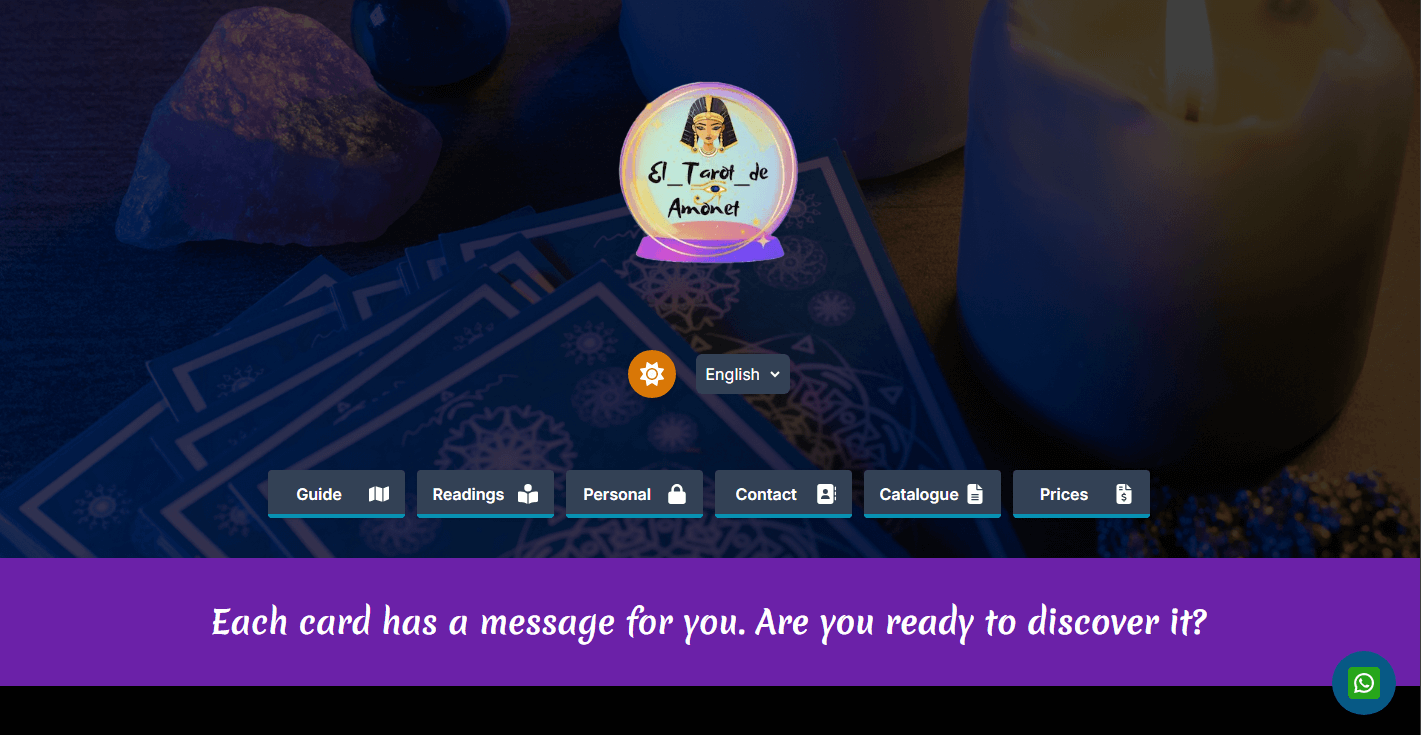 El_Tarot_de
Amonet
English
Guide
Readings
Personal
Contact
Catalogue
Prices
Each card has a message for you. Are you ready to discover it?